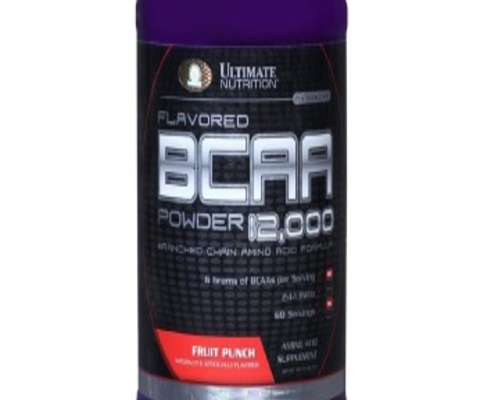 ULTIMATE
NUTRITION
FLAVORED
BCAA
POWDER 12,000
BRANCHED CHAIN AMINO ACID FORMULA
6 Grams of BCAAs per Serving
60 Servings
AMINO ACID
SUPPLEMENT
FRUIT PUNCH